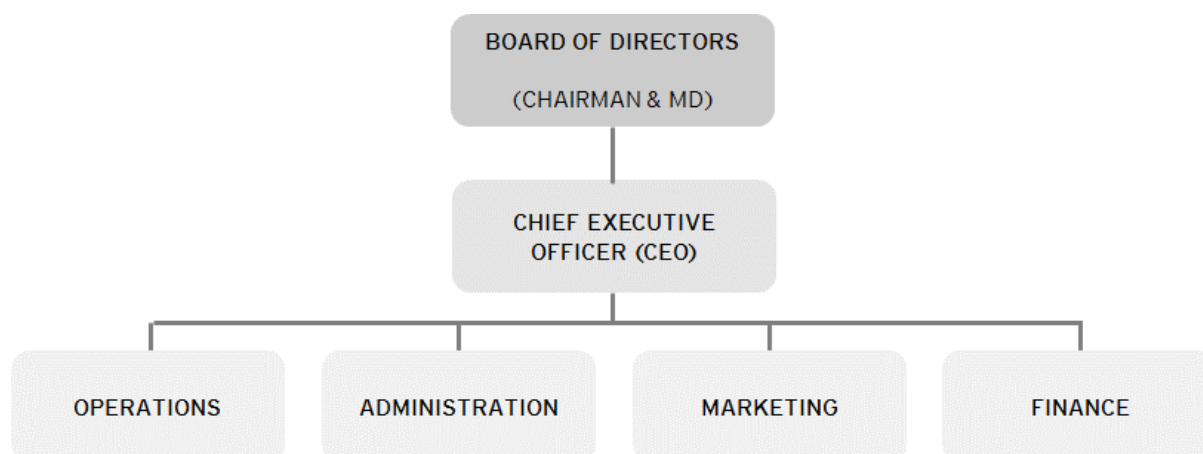 BOARD OF DIRECTORS
(CHAIRMAN & MD)
CHIEF EXECUTIVE
OFFICER (CEO)
OPERATIONS
ADMINISTRATION
MARKETING
FINANCE